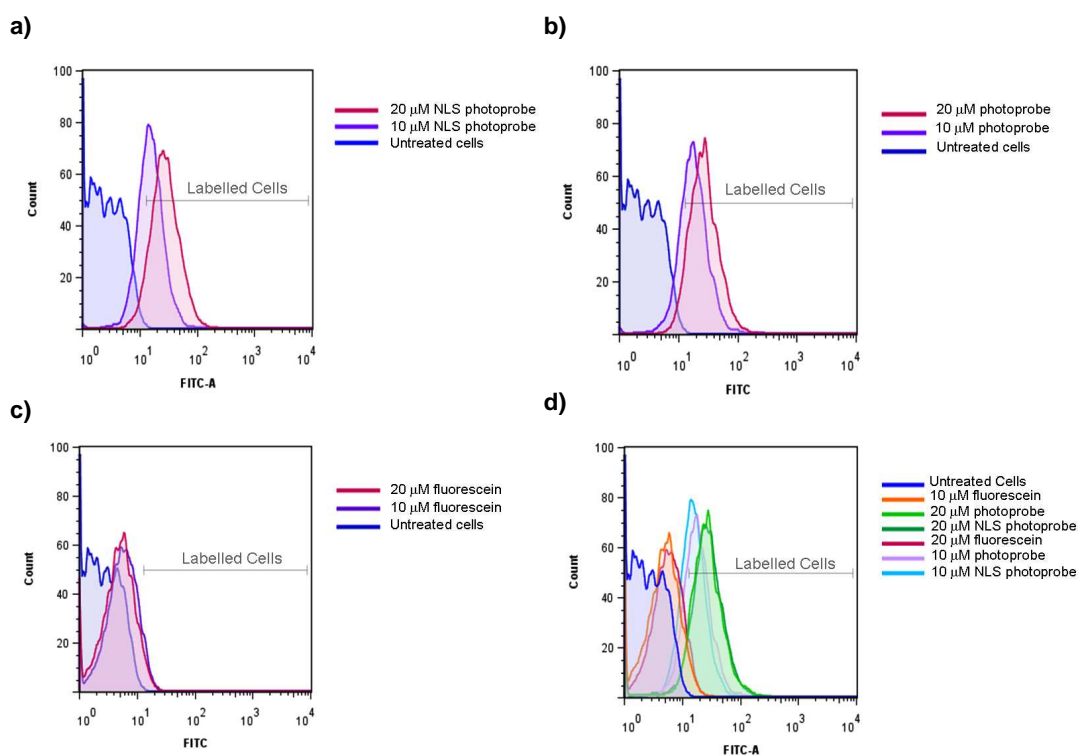 a)
100
80
60
40
20
Count
Labelled Cells
10^0 10^1 10^2 10^3 10^4
FITC-A
20 μM NLS photoprobe
10 μM NLS photoprobe
Untreated cells
b)
100
80
60
40
20
Count
Labelled Cells
10^0 10^1 10^2 10^3 10^4
FITC
20 μM photoprobe
10 μM photoprobe
Untreated cells
c)
100
80
60
40
20
Count
Labelled Cells
10^0 10^1 10^2 10^3 10^4
FITC
20 μM fluorescein
10 μM fluorescein
Untreated cells
d)
100
80
60
40
20
Count
Labelled Cells
10^0 10^1 10^2 10^3 10^4
FITC-A
Untreated Cells
10 μM fluorescein
20 μM photoprobe
20 μM NLS photoprobe
20 μM fluorescein
10 μM photoprobe
10 μM NLS photoprobe